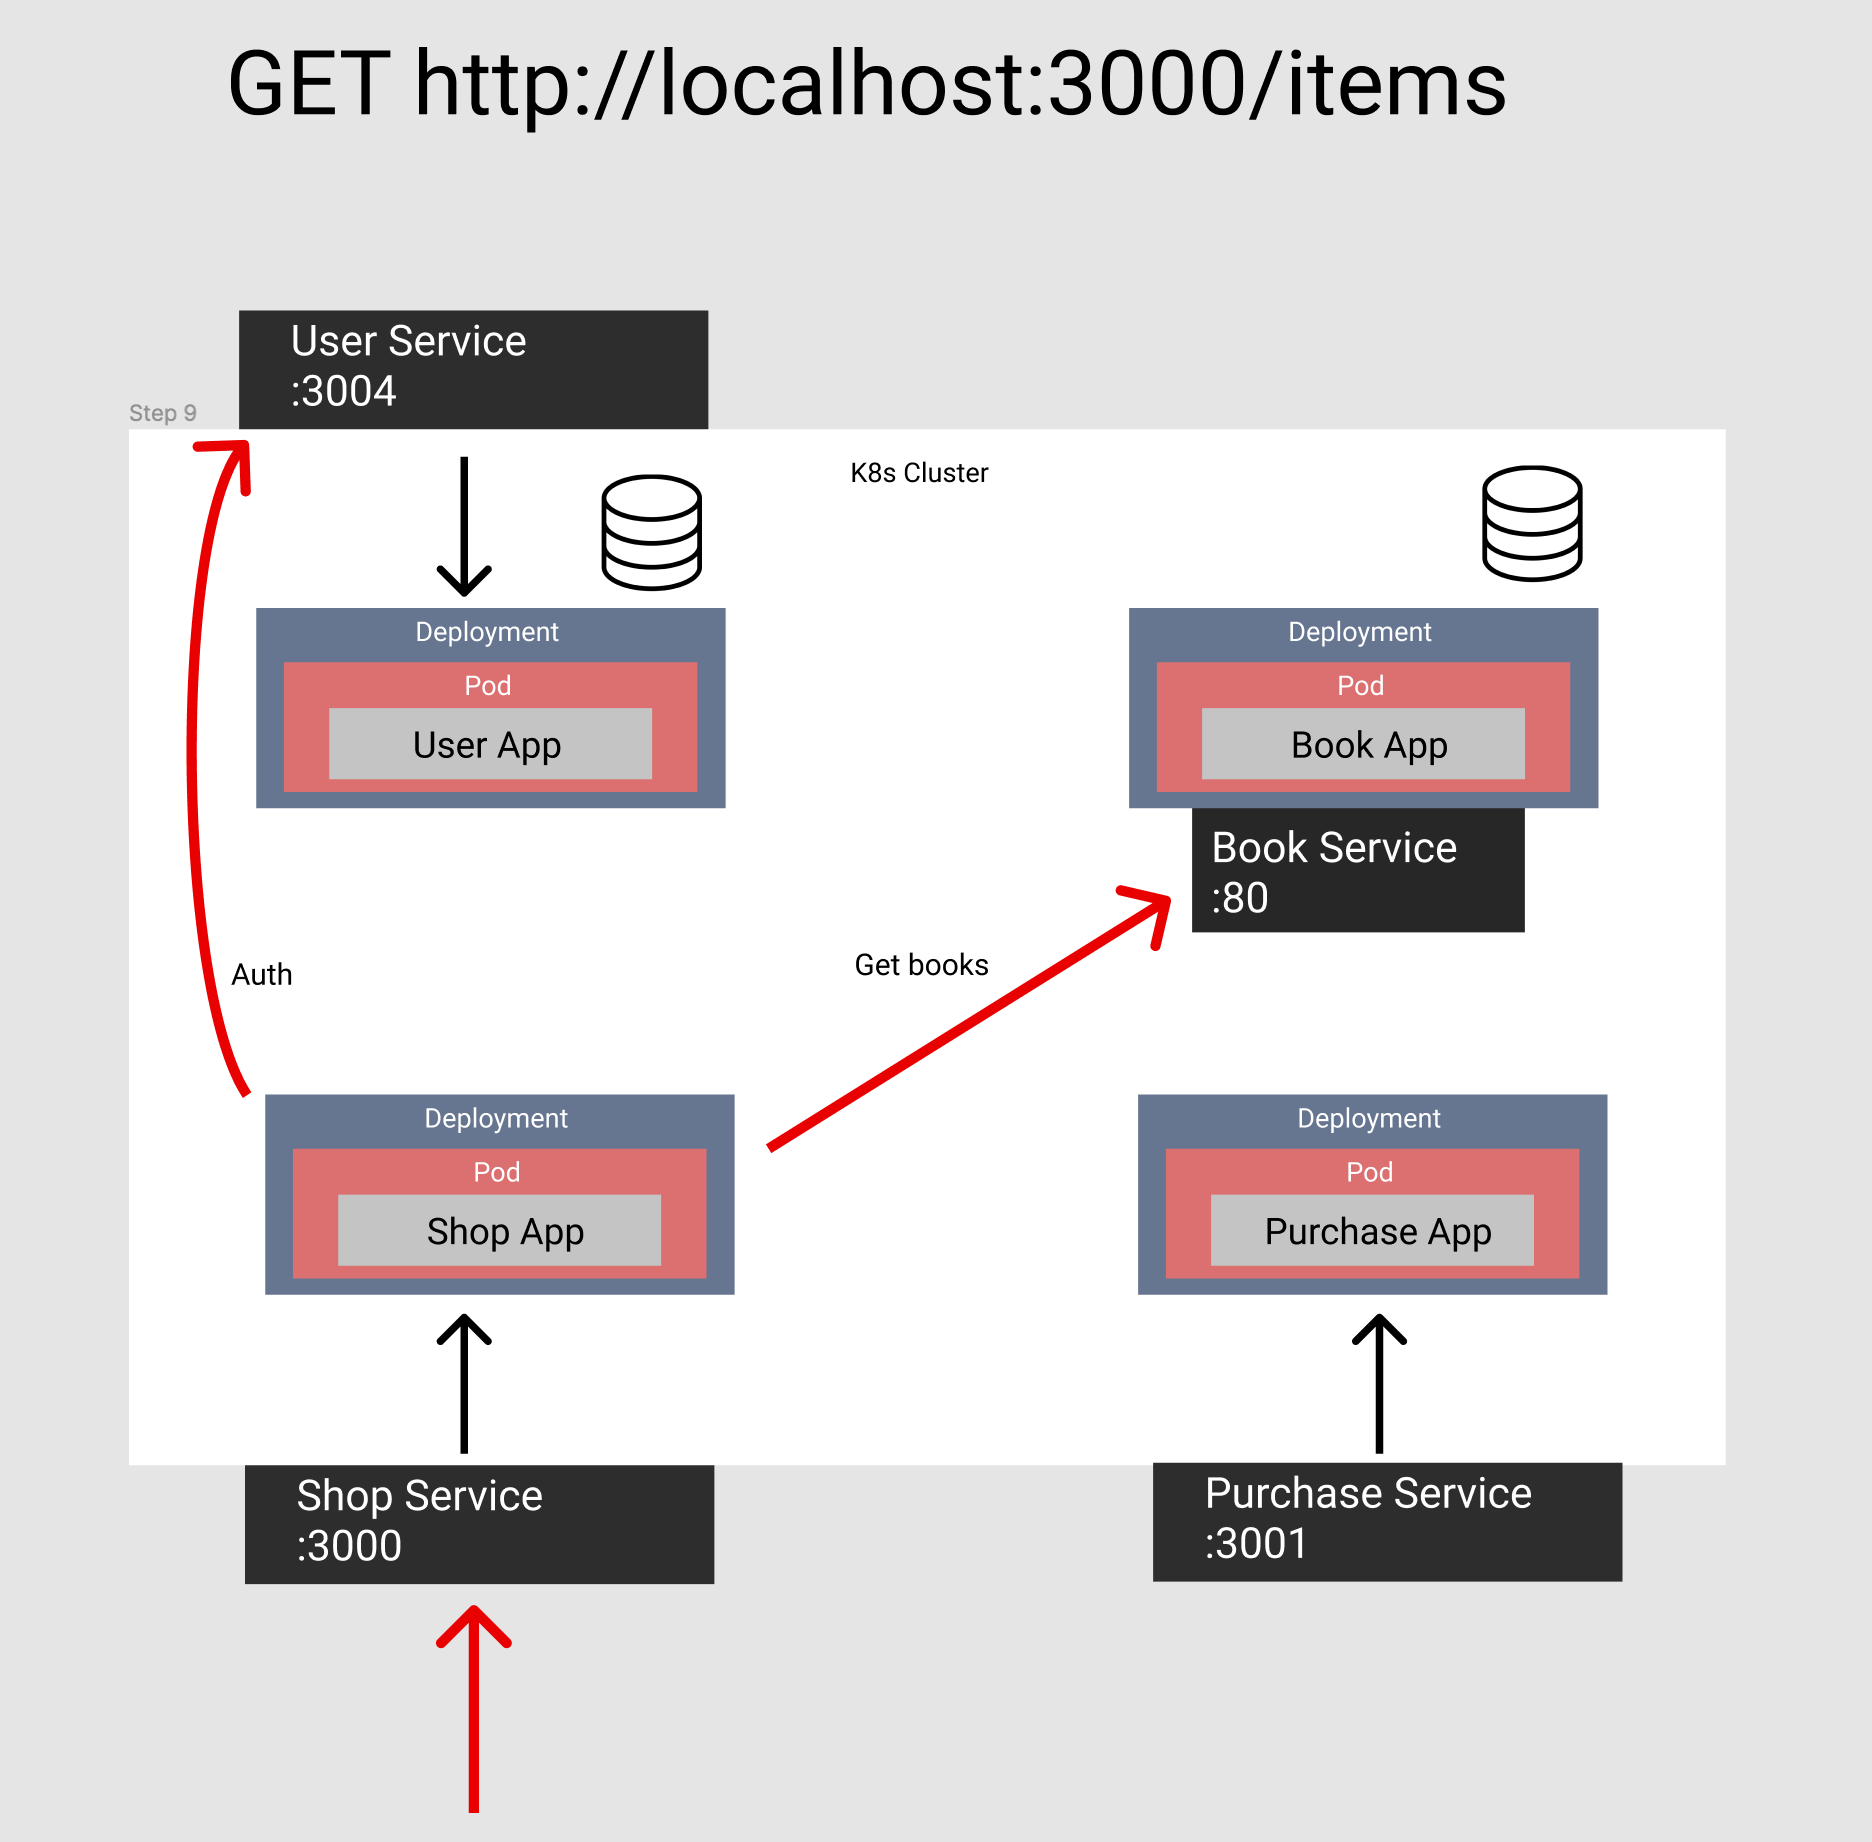 GET http://localhost:3000/items
User Service
:3004
Step 9
K8s Cluster
Deployment
Pod
User App
Deployment
Pod
Book App
Book Service
:80
Auth
Get books
Deployment
Pod
Shop App
Deployment
Pod
Purchase App
Shop Service
:3000
Purchase Service
:3001